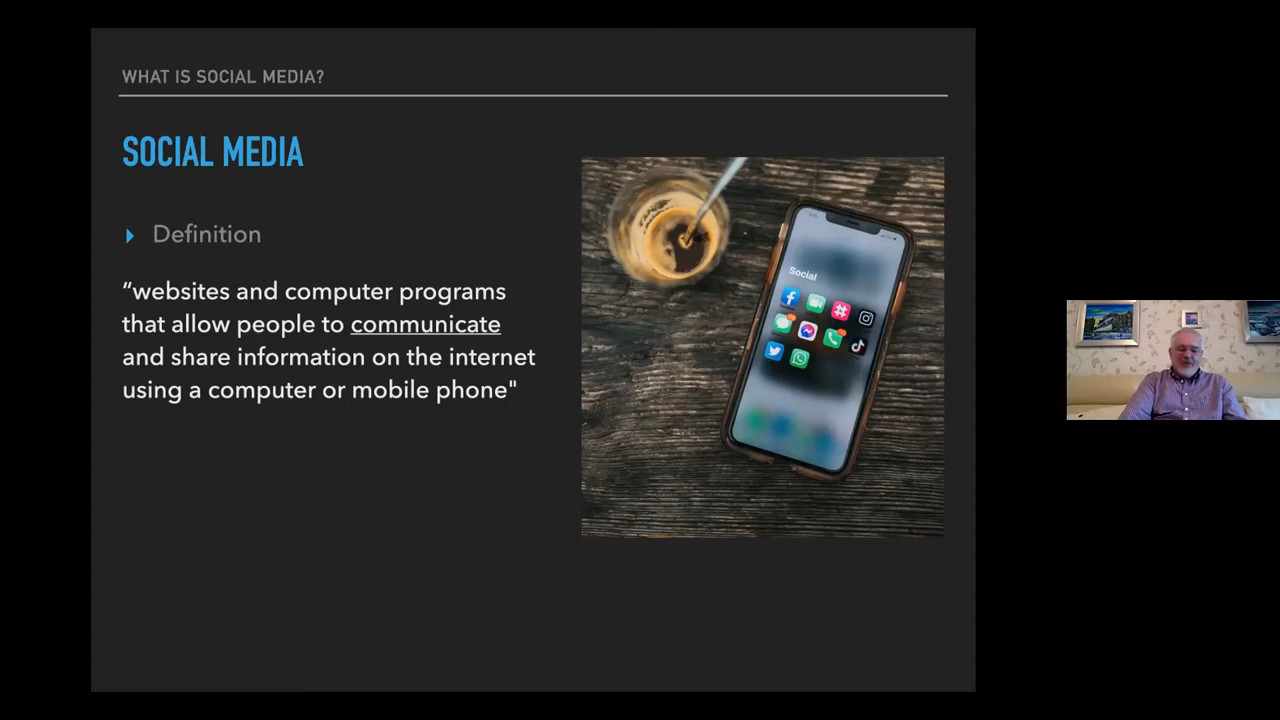 WHAT IS SOCIAL MEDIA?
SOCIAL MEDIA
Definition
“websites and computer programs
that allow people to communicate
and share information on the internet
using a computer or mobile phone"
Social